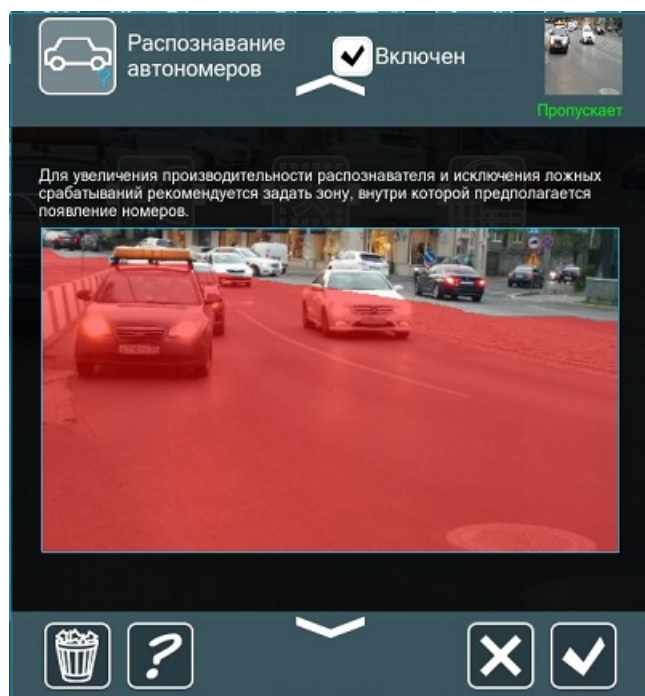 Распознавание
автономеров
Включен
Пропускает
Для увеличения производительности распознавателя и исключения ложных
срабатываний рекомендуется задать зону, внутри которой предполагается
появление номеров.